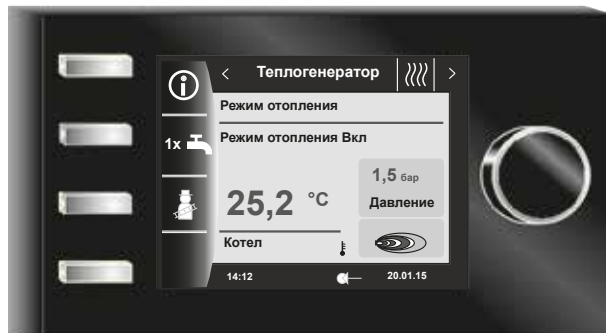 < Теплогенератор >
Режим отопления
1x
Режим отопления Вкл
1,5 бар
Давление
25,2 °C
Котел
14:12
20.01.15